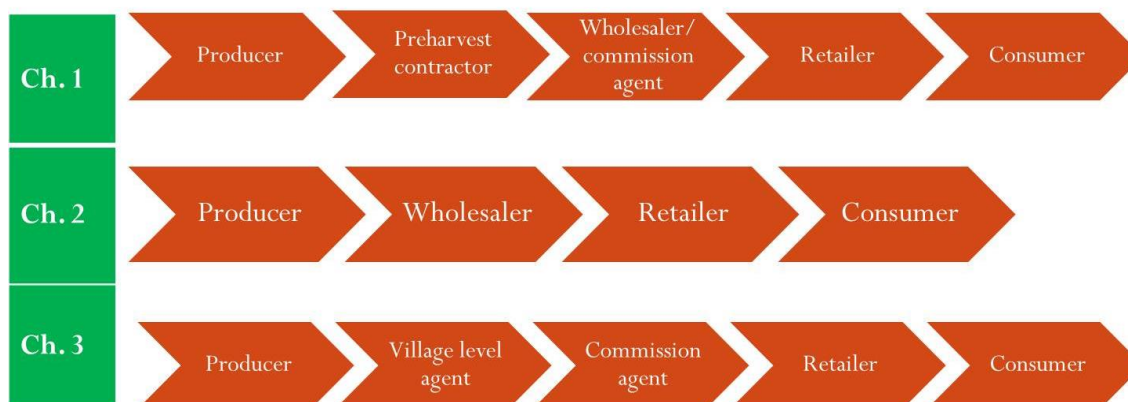 Ch. 1
Producer
Preharvest
contractor
Wholesaler/
commission
agent
Retailer
Consumer
Ch. 2
Producer
Wholesaler
Retailer
Consumer
Ch. 3
Producer
Village level
agent
Commission
agent
Retailer
Consumer